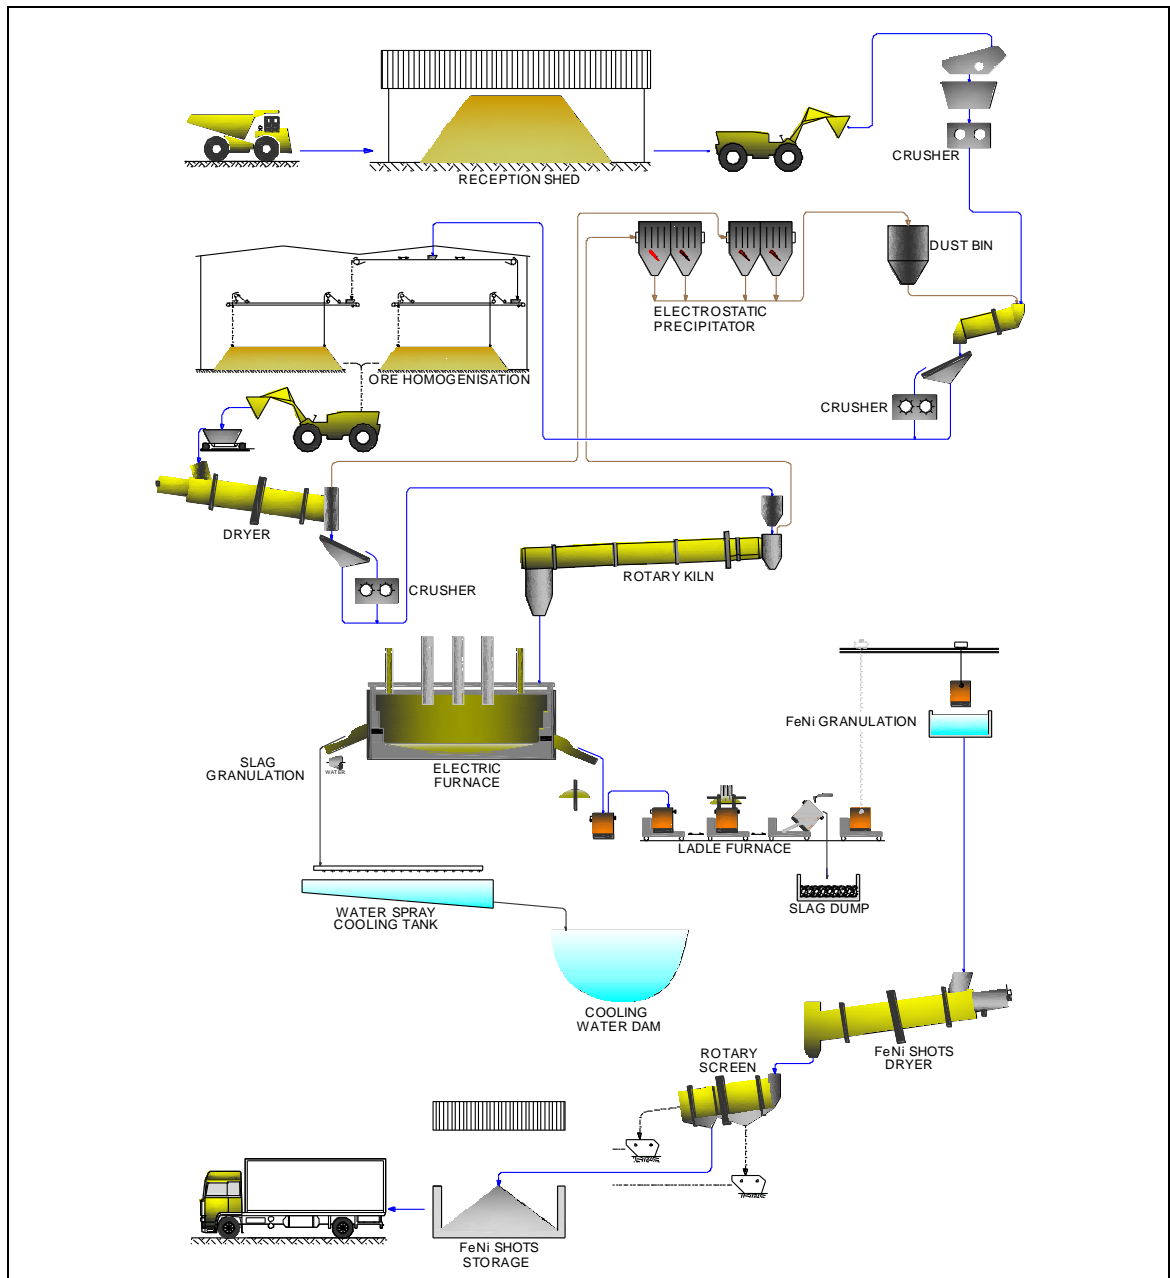 RECEPTION SHED
CRUSHER
DUST BIN
ELECTROSTATIC
PRECIPITATOR
ORE HOMOGENISATION
CRUSHER
DRYER
CRUSHER
ROTARY KILN
FeNi GRANULATION
SLAG
GRANULATION
WATER
ELECTRIC
FURNACE
LADLE FURNACE
SLAG DUMP
WATER SPRAY
COOLING TANK
COOLING
WATER DAM
FeNi SHOTS
DRYER
ROTARY
SCREEN
FeNi SHOTS
STORAGE